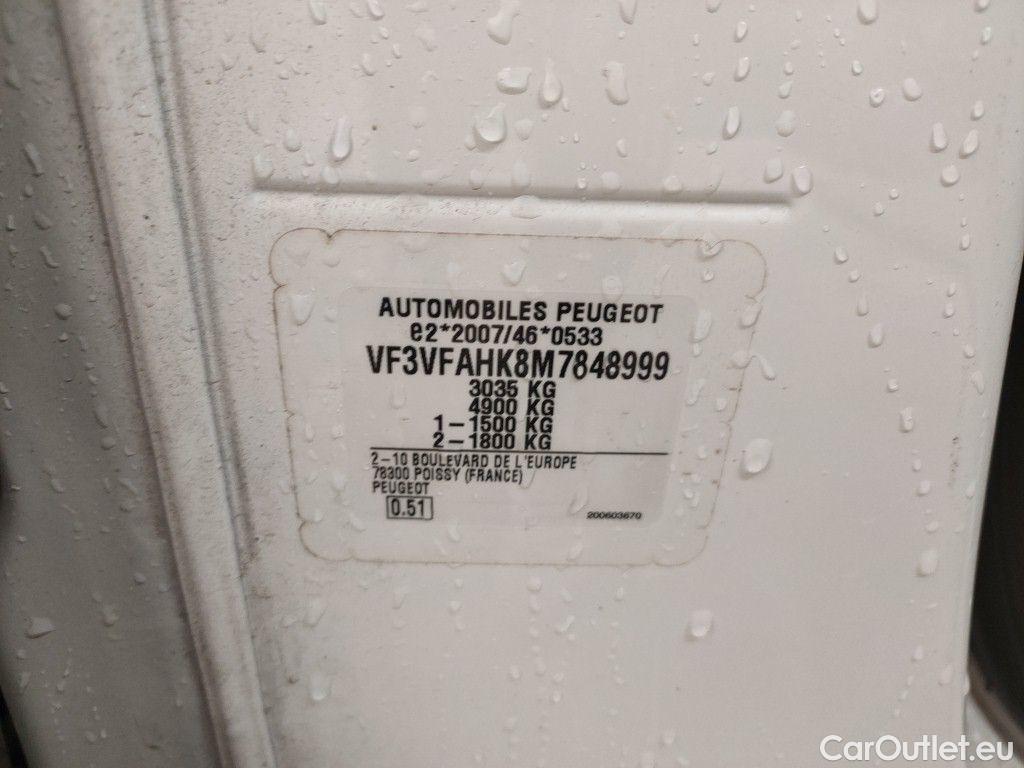 AUTOMOBILES PEUGEOT
e2*2007/46*0533
VF3VFAHK8M7848999
3035 KG
4900 KG
1-1500 KG
2-1800 KG
2-10 BOULEVARD DE L'EUROPE
78300 POISSY (FRANCE)
PEUGEOT
0.51
200603670
CarOutlet.eu